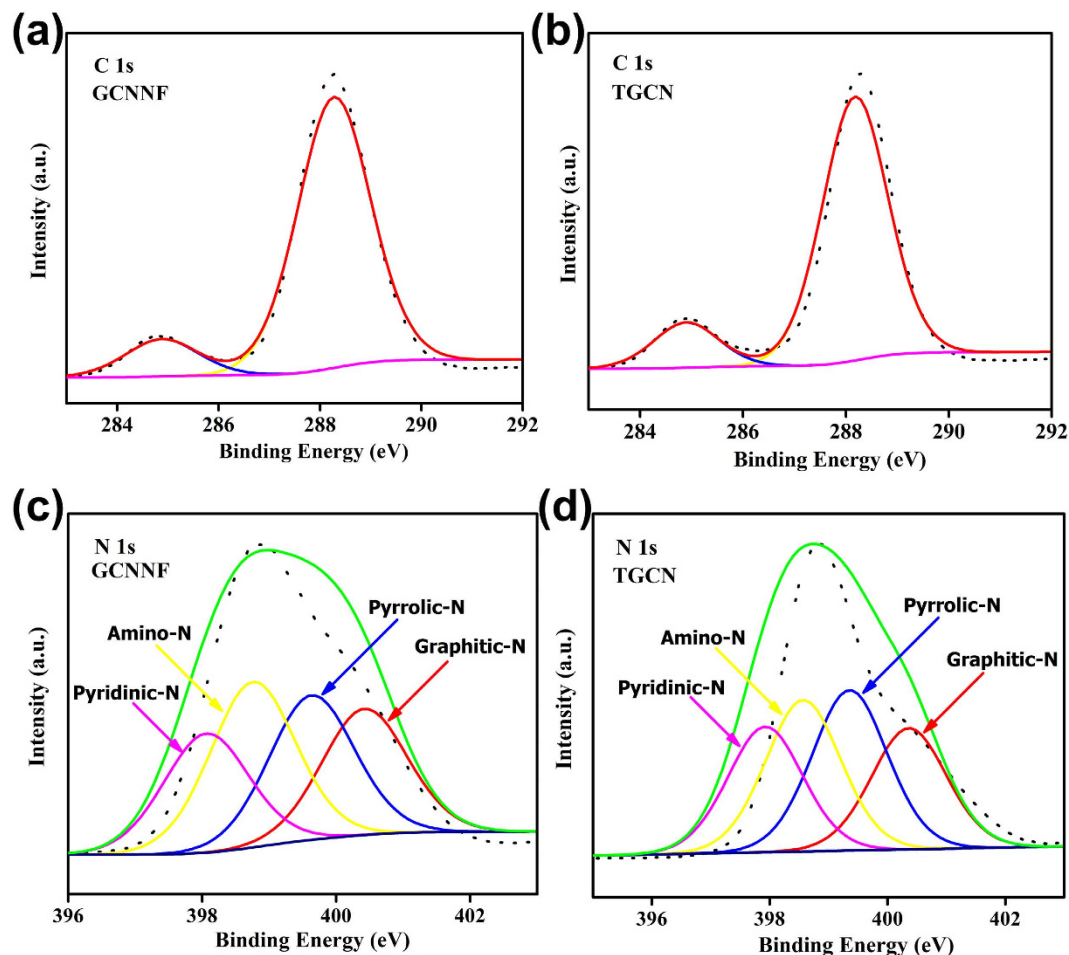 (a)
C 1s
GCNNF
Intensity (a.u.)
284 286 288 290 292
Binding Energy (eV)
(b)
C 1s
TGCN
Intensity (a.u.)
284 286 288 290 292
Binding Energy (eV)
(c)
N 1s
GCNNF
Amino-N
Pyrrolic-N
Graphitic-N
Pyridinic-N
Intensity (a.u.)
396 398 400 402
Binding Energy (eV)
(d)
N 1s
TGCN
Pyrrolic-N
Amino-N
Graphitic-N
Pyridinic-N
Intensity (a.u.)
396 398 400 402
Binding Energy (eV)